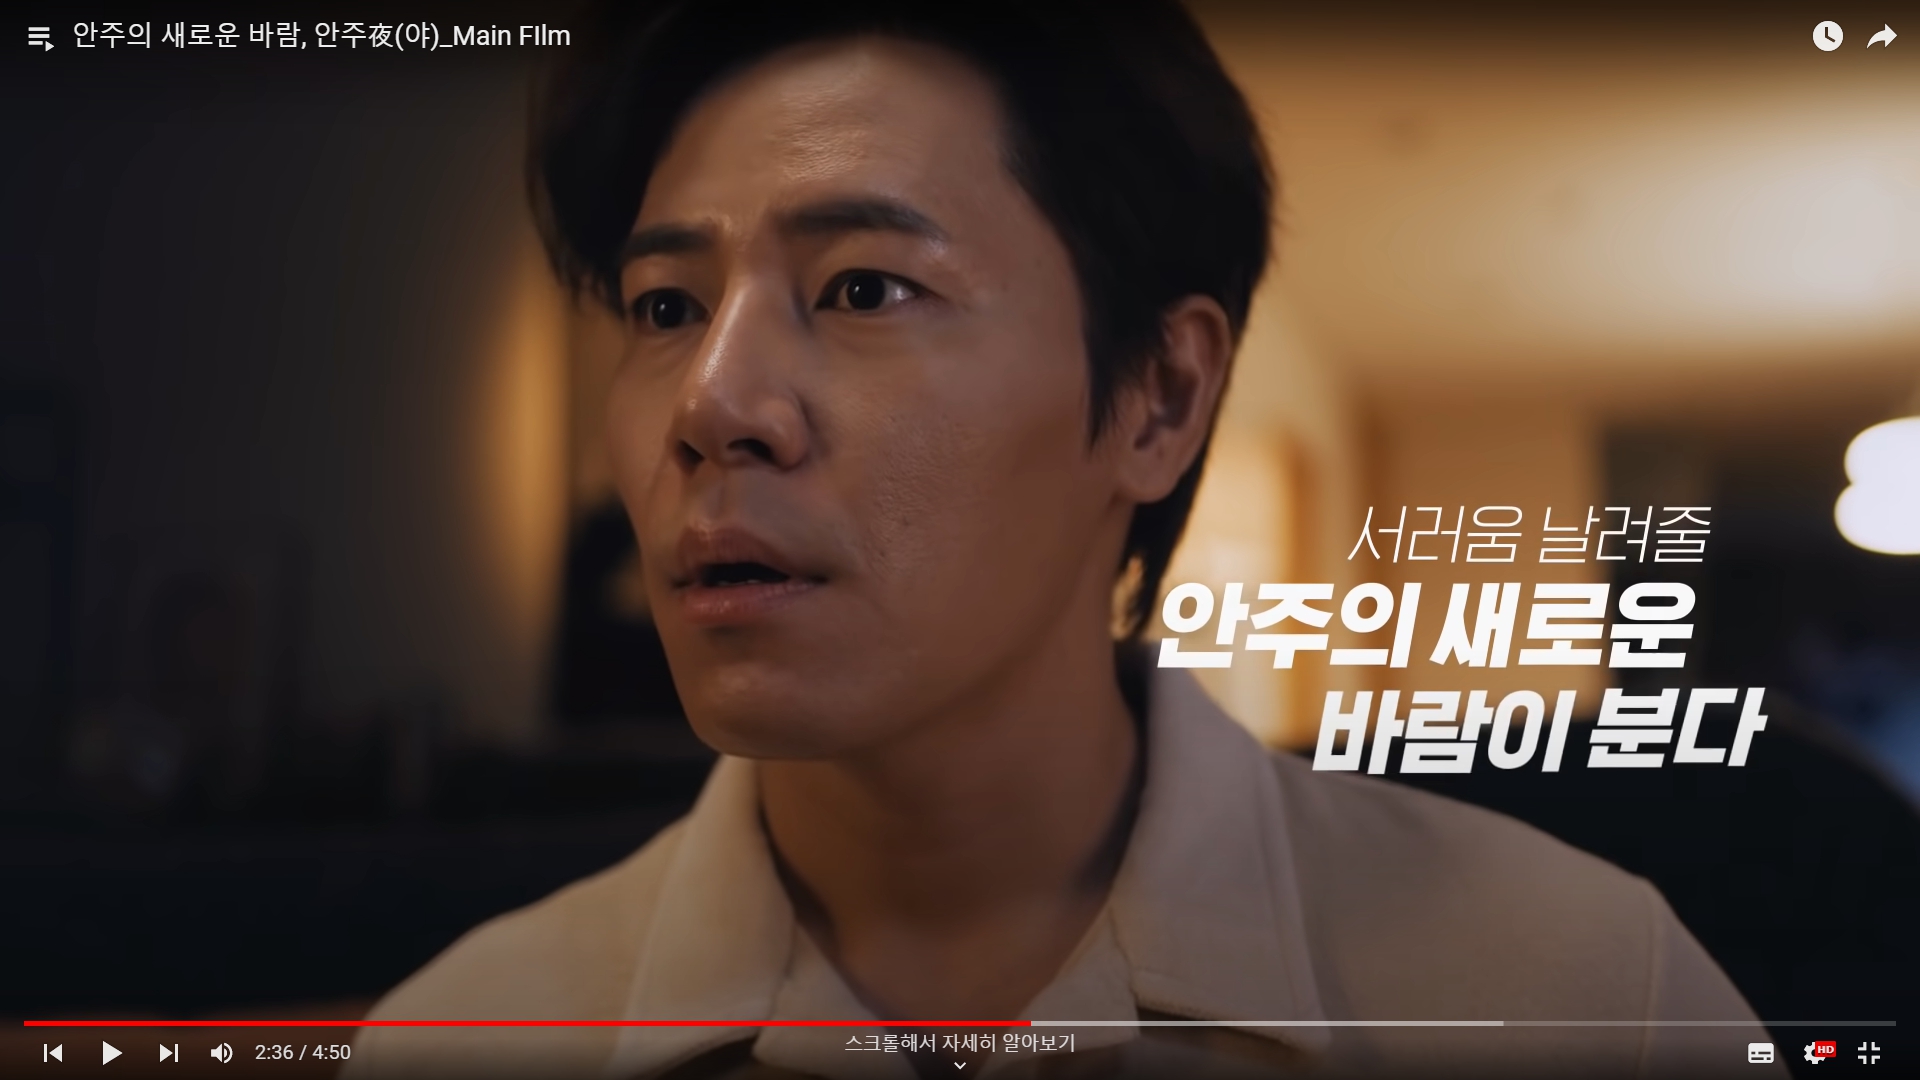 안주의 새로운 바람, 안주夜(야)_Main FIlm
서러움 날려줄
안주의 새로운
바람이 분다
2:36 / 4:50
스크롤해서 자세히 알아보기
HD